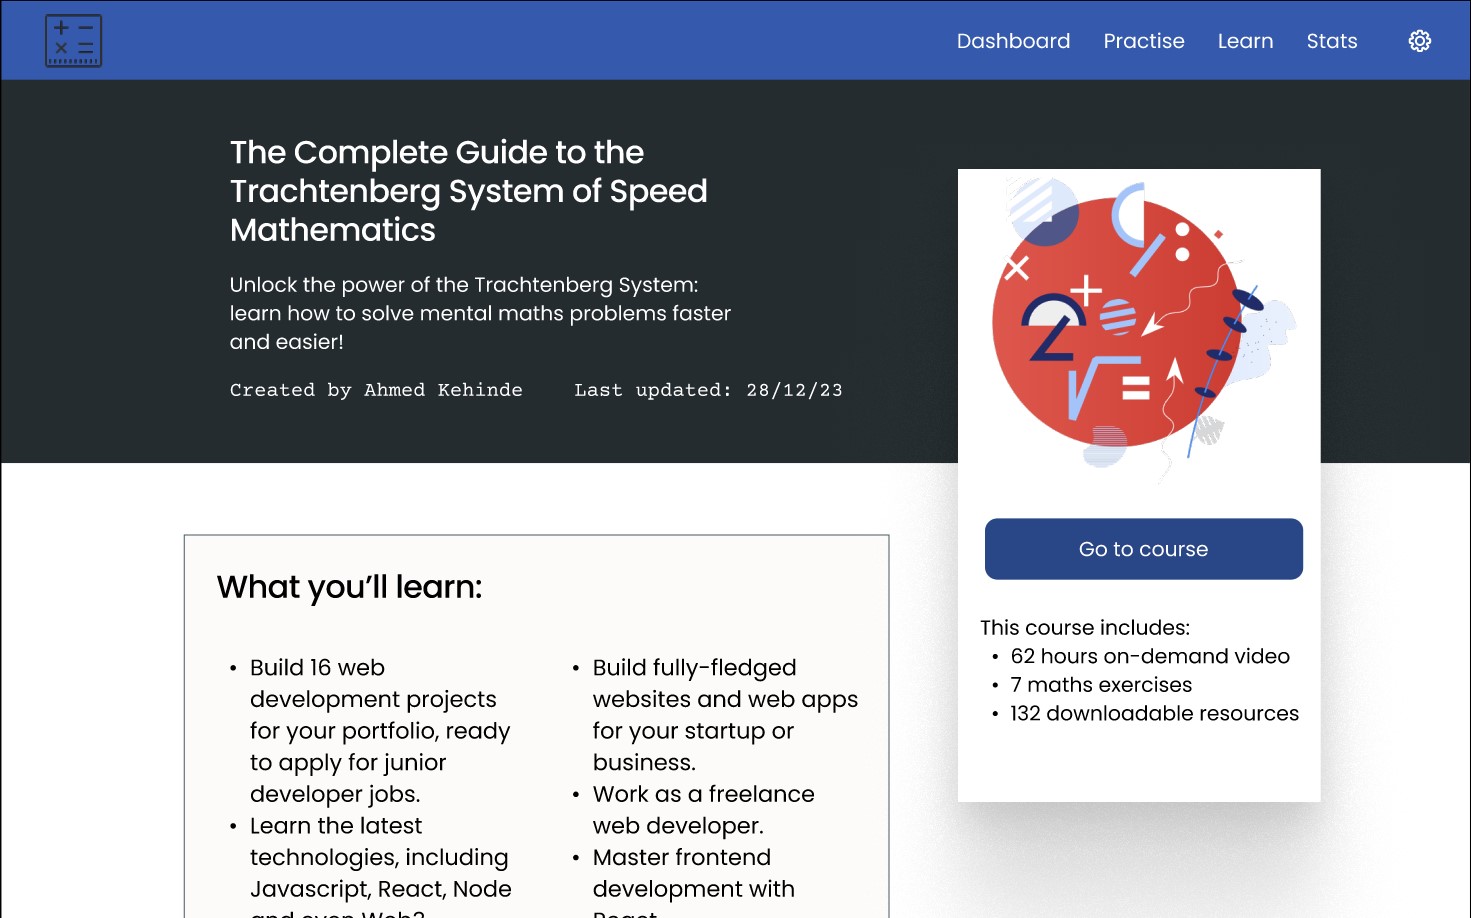 Dashboard Practise Learn Stats
The Complete Guide to the
Trachtenberg System of Speed
Mathematics
Unlock the power of the Trachtenberg System:
learn how to solve mental maths problems faster
and easier!
Created by Ahmed Kehinde Last updated: 28/12/23
Go to course
This course includes:
• 62 hours on-demand video
• 7 maths exercises
• 132 downloadable resources
What you’ll learn:
• Build 16 web
development projects
for your portfolio, ready
to apply for junior
developer jobs.
• Learn the latest
technologies, including
Javascript, React, Node
and even Web3
• Build fully-fledged
websites and web apps
for your startup or
business.
• Work as a freelance
web developer.
• Master frontend
development with
React